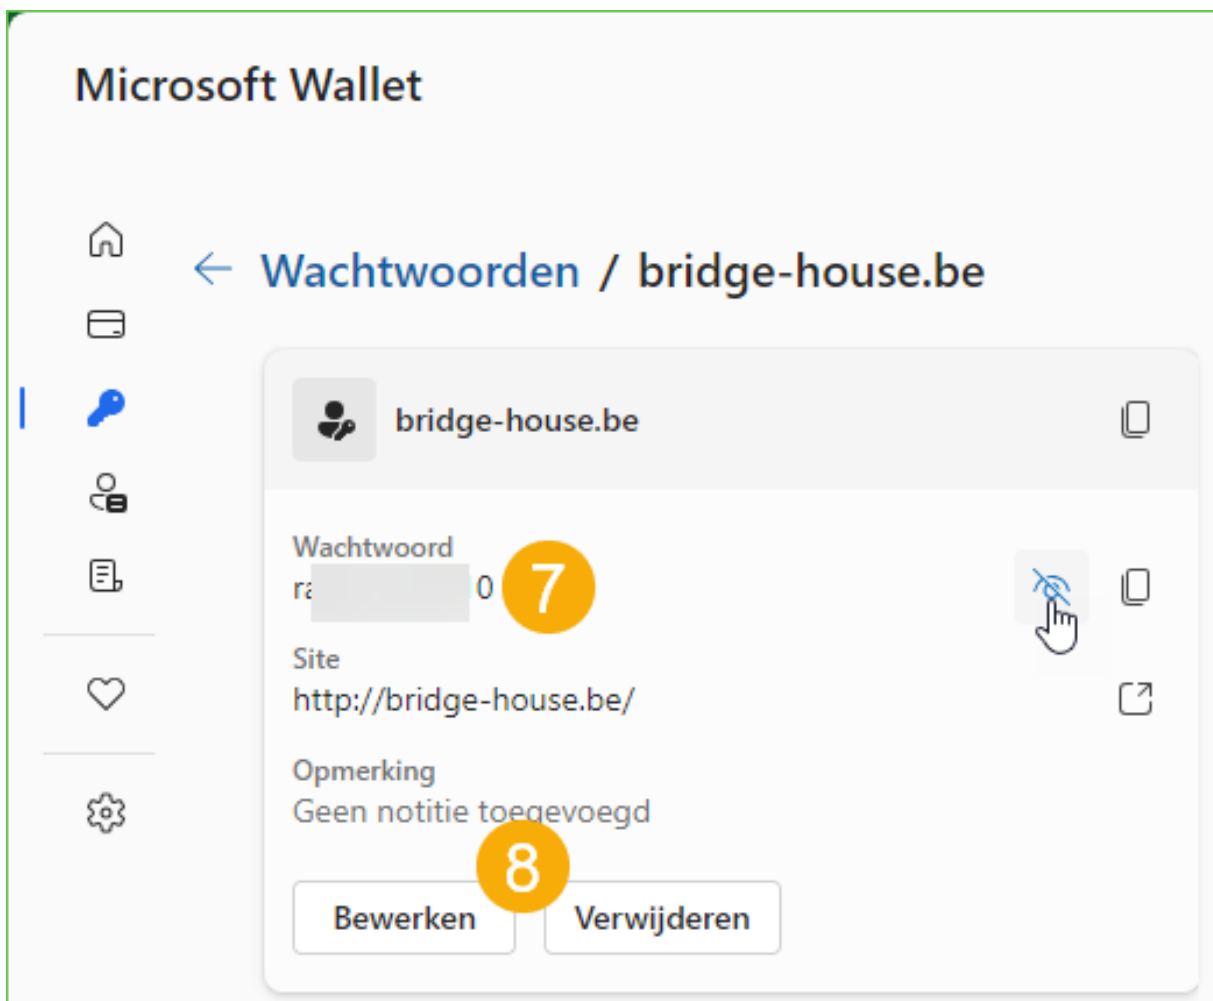 Microsoft Wallet
Wachtwoorden / bridge-house.be
bridge-house.be
Wachtwoord
0 7
Site
http://bridge-house.be/
Opmerking
Geen notitie toegevoegd
8
Bewerken Verwijderen